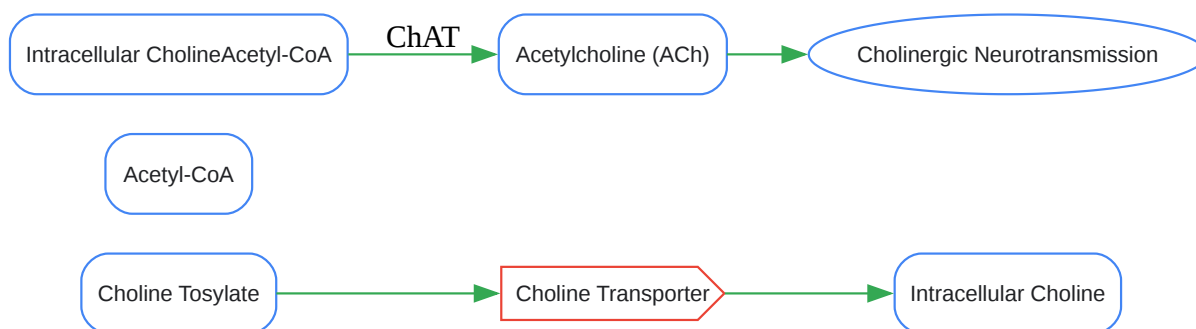 Intracellular CholineAcetyl-CoA
ChAT
Acetylcholine (ACh)
Cholinergic Neurotransmission
Acetyl-CoA
Choline Tosylate
Choline Transporter
Intracellular Choline